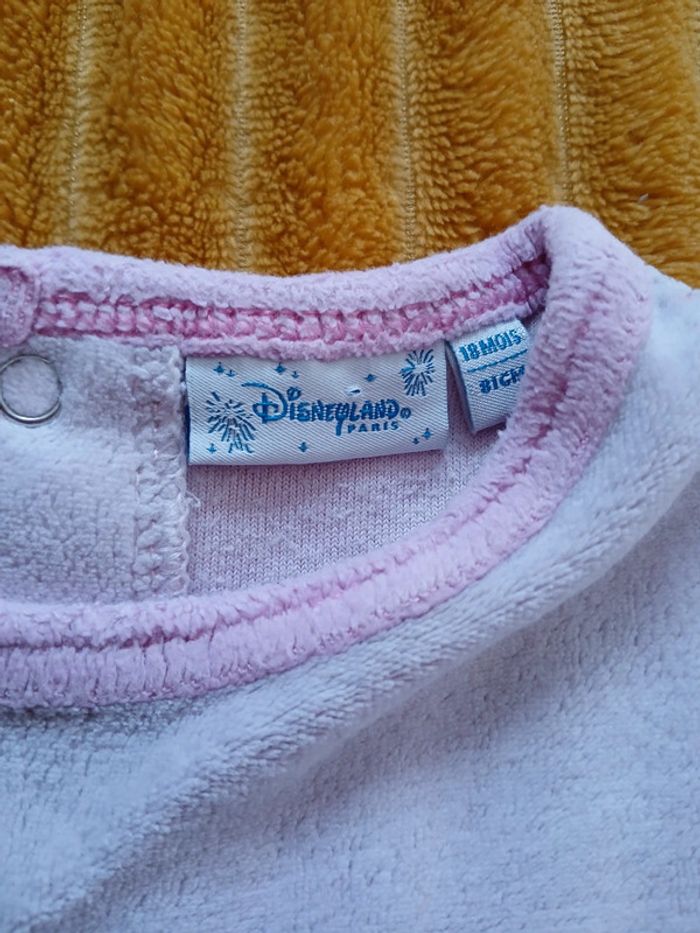 DISNEYLAND®
PARIS
18 MOIS
81CM